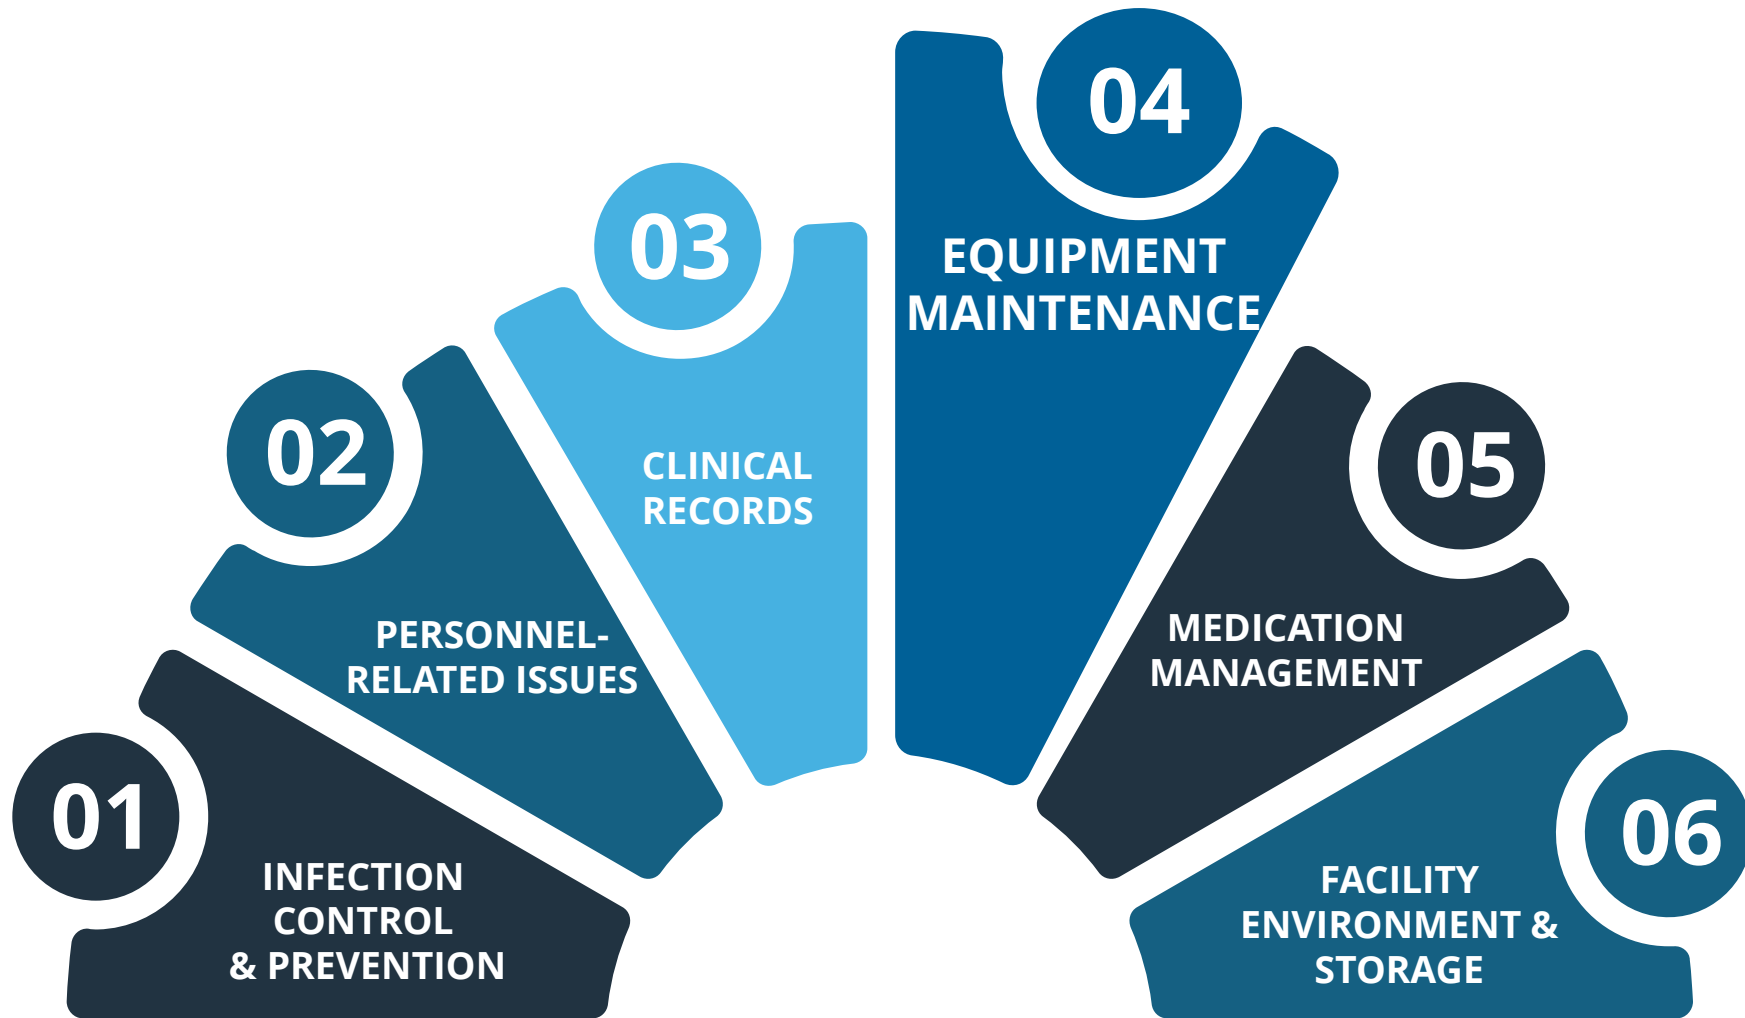 01
INFECTION
CONTROL
& PREVENTION
02
PERSONNEL-
RELATED ISSUES
03
CLINICAL
RECORDS
04
EQUIPMENT
MAINTENANCE
05
MEDICATION
MANAGEMENT
06
FACILITY
ENVIRONMENT &
STORAGE